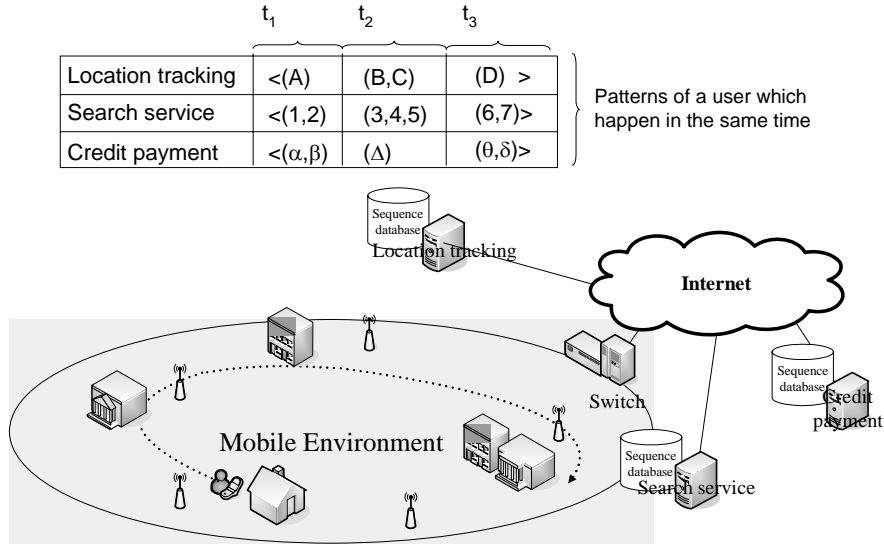 t₁ t₂ t₃
Location tracking <(A) (B,C) (D) >
Search service <(1,2) (3,4,5) (6,7)>
Credit payment <(α,β) (Δ) (θ,δ)>
Patterns of a user which
happen in the same time
Sequence
database
Location tracking
Internet
Switch
Sequence
database
Credit
payment
Mobile Environment
Sequence
database
Search service